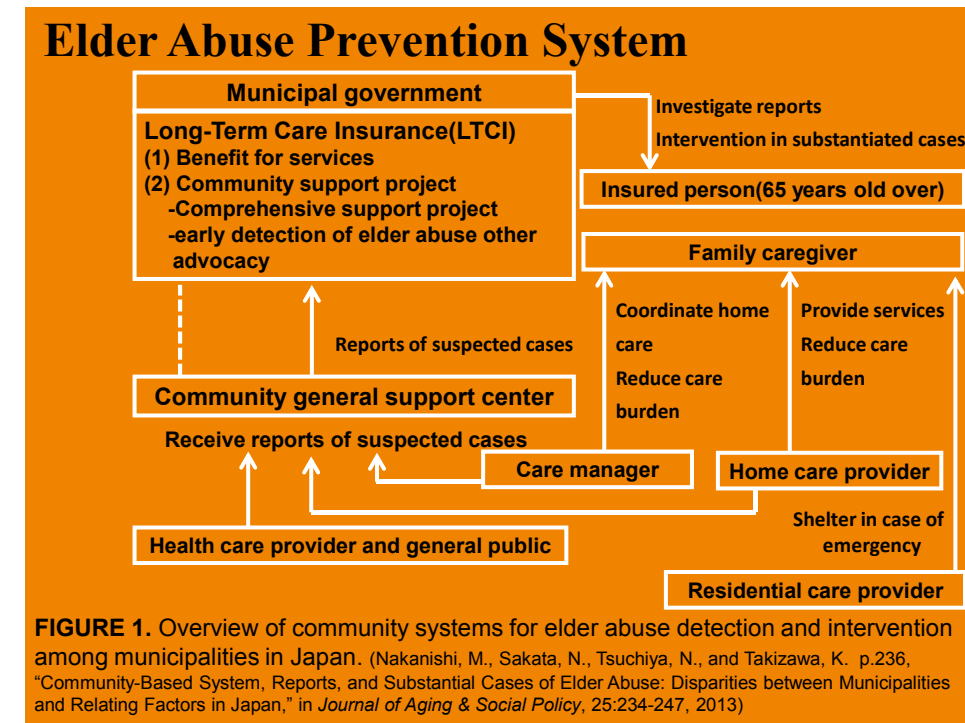 Elder Abuse Prevention System
Municipal government
Long-Term Care Insurance(LTCI)
(1) Benefit for services
(2) Community support project
-Comprehensive support project
-early detection of elder abuse other
advocacy
Investigate reports
Intervention in substantiated cases
Insured person(65 years old over)
Family caregiver
Reports of suspected cases
Coordinate home
care
Reduce care
burden
Provide services
Reduce care
burden
Community general support center
Receive reports of suspected cases
Care manager
Home care provider
Health care provider and general public
Shelter in case of
emergency
Residential care provider
FIGURE 1. Overview of community systems for elder abuse detection and intervention
among municipalities in Japan. (Nakanishi, M., Sakata, N., Tsuchiya, N., and Takizawa, K. p.236,
“Community-Based System, Reports, and Substantial Cases of Elder Abuse: Disparities between Municipalities
and Relating Factors in Japan,” in Journal of Aging & Social Policy, 25:234-247, 2013)